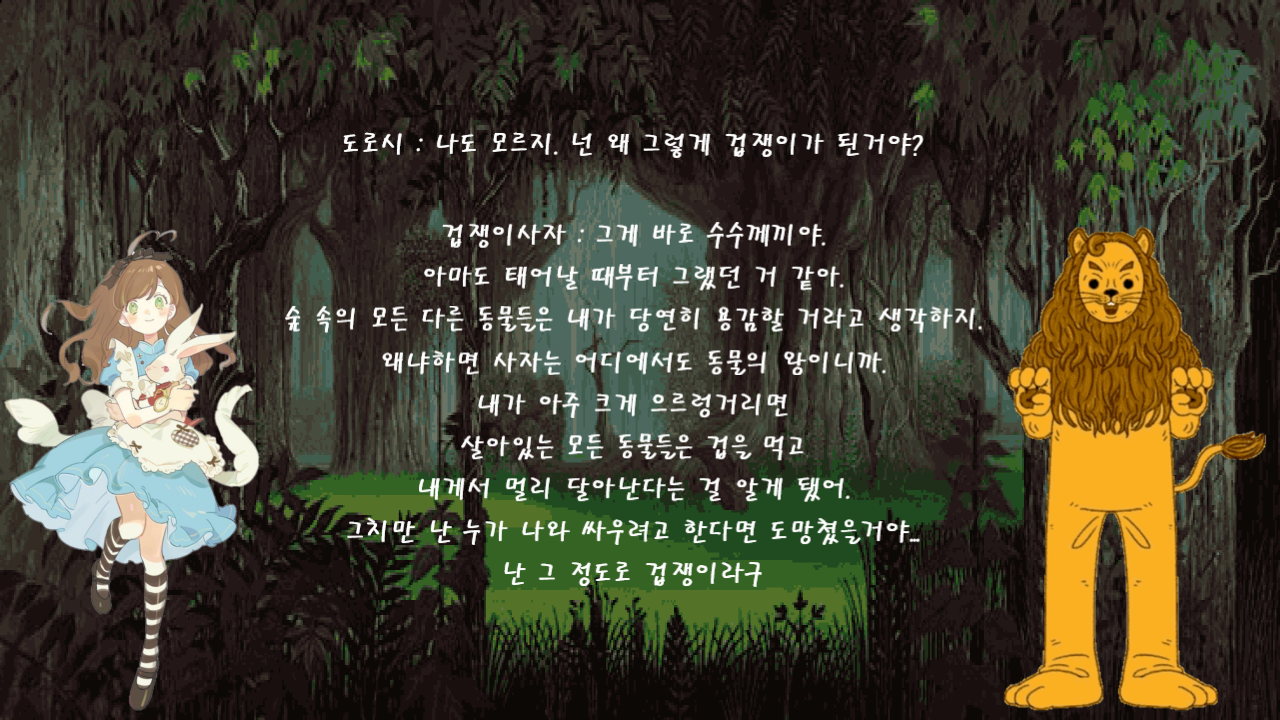 도로시 : 나도 모르지. 넌 왜 그렇게 겁쟁이가 된거야?
겁쟁이사자 : 그게 바로 수수께끼야.
아마도 태어날 때부터 그랬던 거 같아.
숲 속의 모든 다른 동물들은 내가 당연히 용감할 거라고 생각하지.
왜냐하면 사자는 어디에서도 동물의 왕이니까.
내가 아주 크게 으르렁거리면
살아있는 모든 동물들은 겁을 먹고
내게서 멀리 달아난다는 걸 알게 됐어.
그치만 난 누가 나와 싸우려고 한다면 도망쳤을거야...
난 그 정도로 겁쟁이라구